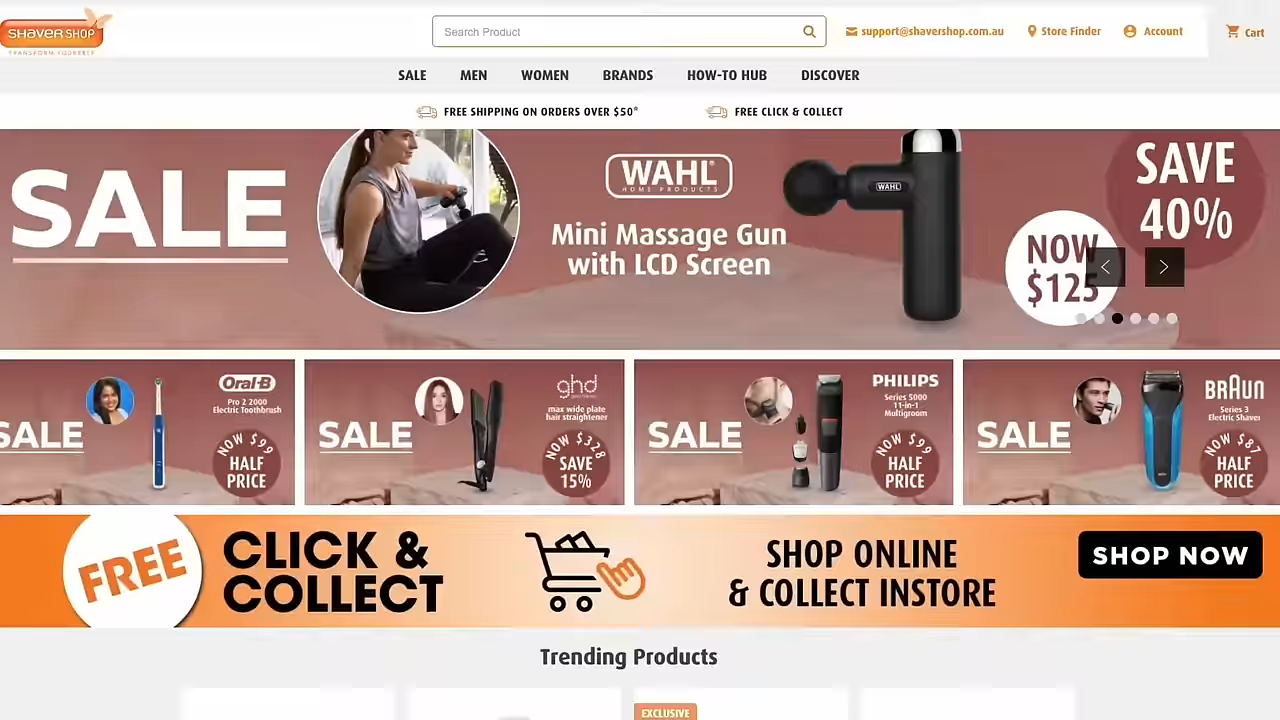 SHAVER SHOP
TRANSFORM YOURSELF
Search Product
support@shavershop.com.au
Store Finder
Account
Cart
SALE
MEN
WOMEN
BRANDS
HOW-TO HUB
DISCOVER
FREE SHIPPING ON ORDERS OVER $50*
FREE CLICK & COLLECT
SALE
WAHL
HOME PRODUCTS
Mini Massage Gun
with LCD Screen
WAHL
SAVE
40%
NOW
$125
SALE
Oral-B
Pro 2 2000
Electric Toothbrush
NOW $99
HALF
PRICE
SALE
ghd
max wide plate
hair straightener
NOW $328
SAVE
15%
SALE
PHILIPS
Series 5000
11-in-1
Multigroom
NOW $99
HALF
PRICE
SALE
BRAUN
Series 3
Electric Shaver
NOW $87
HALF
PRICE
FREE
CLICK &
COLLECT
SHOP ONLINE
& COLLECT INSTORE
SHOP NOW
Trending Products
EXCLUSIVE